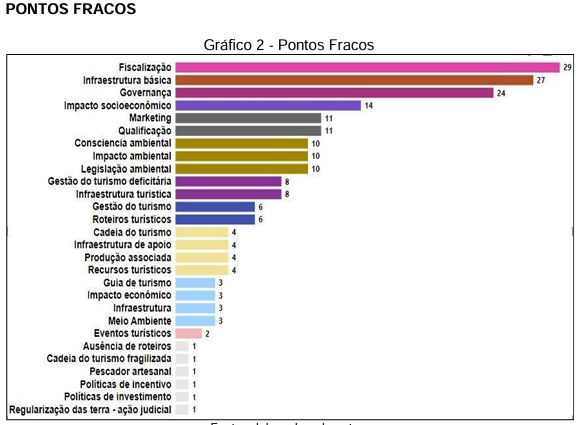 PONTOS FRACOS
Gráfico 2 - Pontos Fracos
Fiscalização 29
Infraestrutura básica 27
Governança 24
Impacto socioeconômico 14
Marketing 11
Qualificação 11
Consciencia ambiental 10
Impacto ambiental 10
Legislação ambiental 10
Gestão do turismo deficitária 8
Infraestrutura turistica 8
Gestão do turismo 6
Roteiros turísticos 6
Cadeia do turismo 4
Infraestrutura de apoio 4
Produção associada 4
Recursos turísticos 4
Guia de turismo 3
Impacto econômico 3
Infraestrutura 3
Meio Ambiente 3
Eventos turísticos 2
Ausência de roteiros 1
Cadeia do turismo fragilizada 1
Pescador artesanal 1
Políticas de incentivo 1
Políticas de investimento 1
Regularização das terra - ação judicial 1